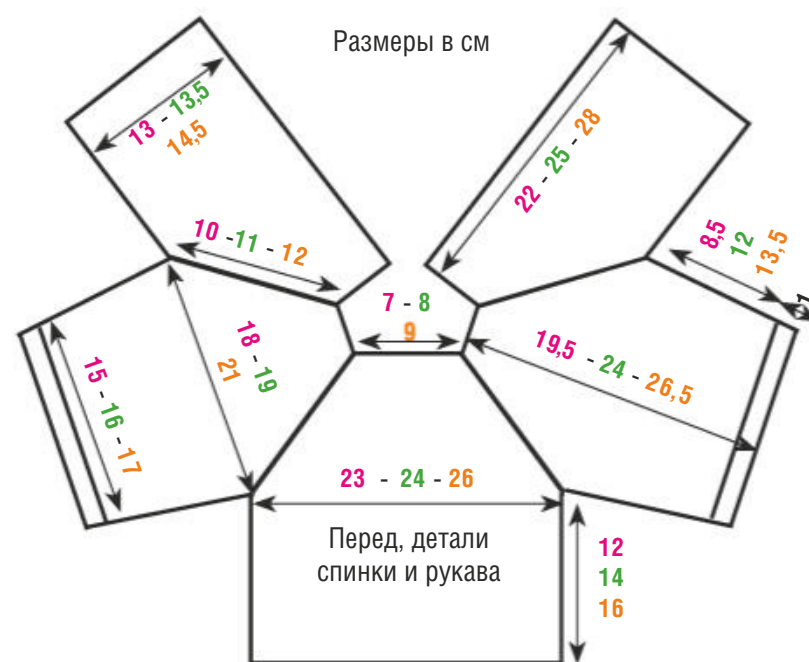 Размеры в см
13 - 13,5
14,5
22 - 25 - 28
10 -11 - 12
8,5
12
13,5
1
7 - 8
9
18 - 19
21
19,5 - 24 - 26,5
15 - 16 - 17
23 - 24 - 26
Перед, детали
спинки и рукава
12
14
16